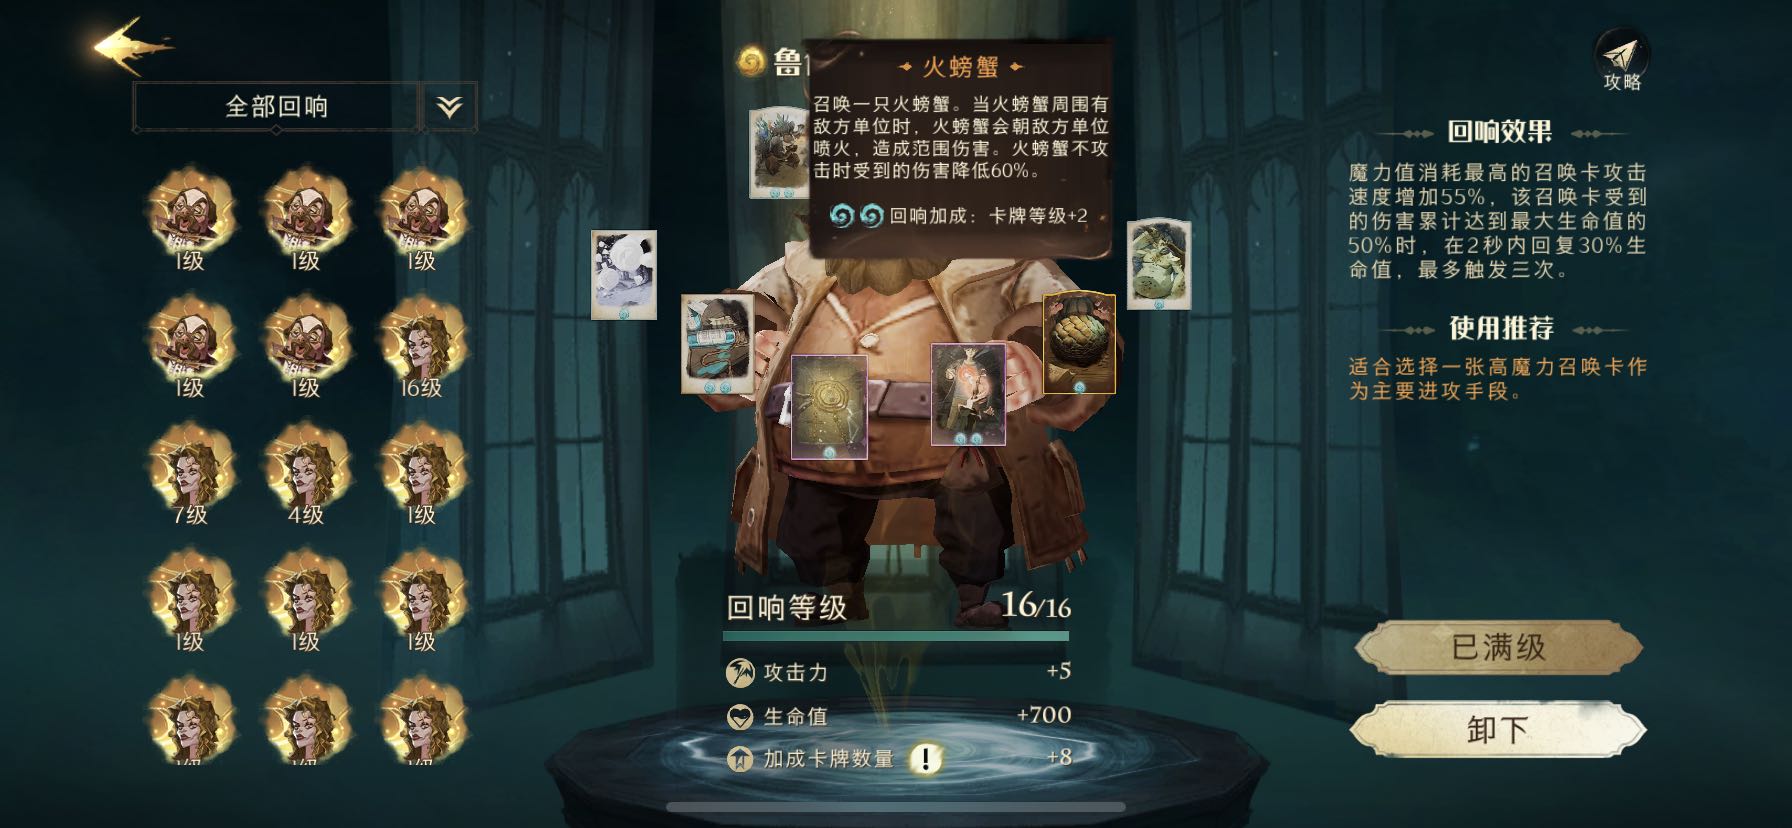 全部回响
1级
1级
1级
1级
1级
16级
7级
4级
1级
1级
1级
1级
鲁
火螃蟹
召唤一只火螃蟹。当火螃蟹周围有
敌方单位时，火螃蟹会朝敌方单位
喷火，造成范围伤害。火螃蟹不攻
击时受到的伤害降低60%。
回响加成：卡牌等级+2
回响等级
16/16
攻击力
+5
生命值
+700
加成卡牌数量
!
+8
攻略
回响效果
魔力值消耗最高的召唤卡攻击
速度增加55%，该召唤卡受到
的伤害累计达到最大生命值的
50%时，在2秒内回复30%生
命值，最多触发三次。
使用推荐
适合选择一张高魔力召唤卡作
为主要进攻手段。
已满级
卸下